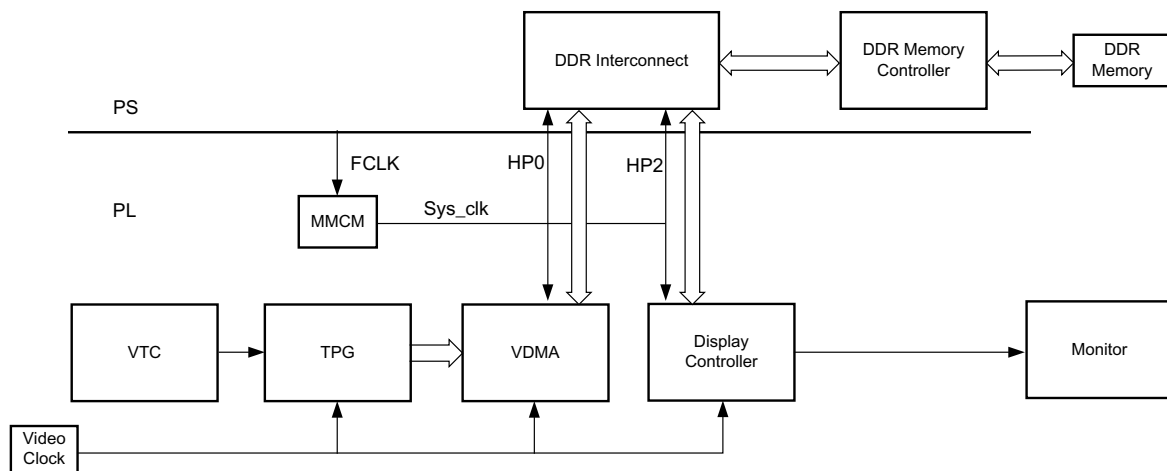 DDR Interconnect
DDR Memory
Controller
DDR
Memory
PS
FCLK
HP0
HP2
PL
MMCM
Sys_clk
VTC
TPG
VDMA
Display
Controller
Monitor
Video
Clock